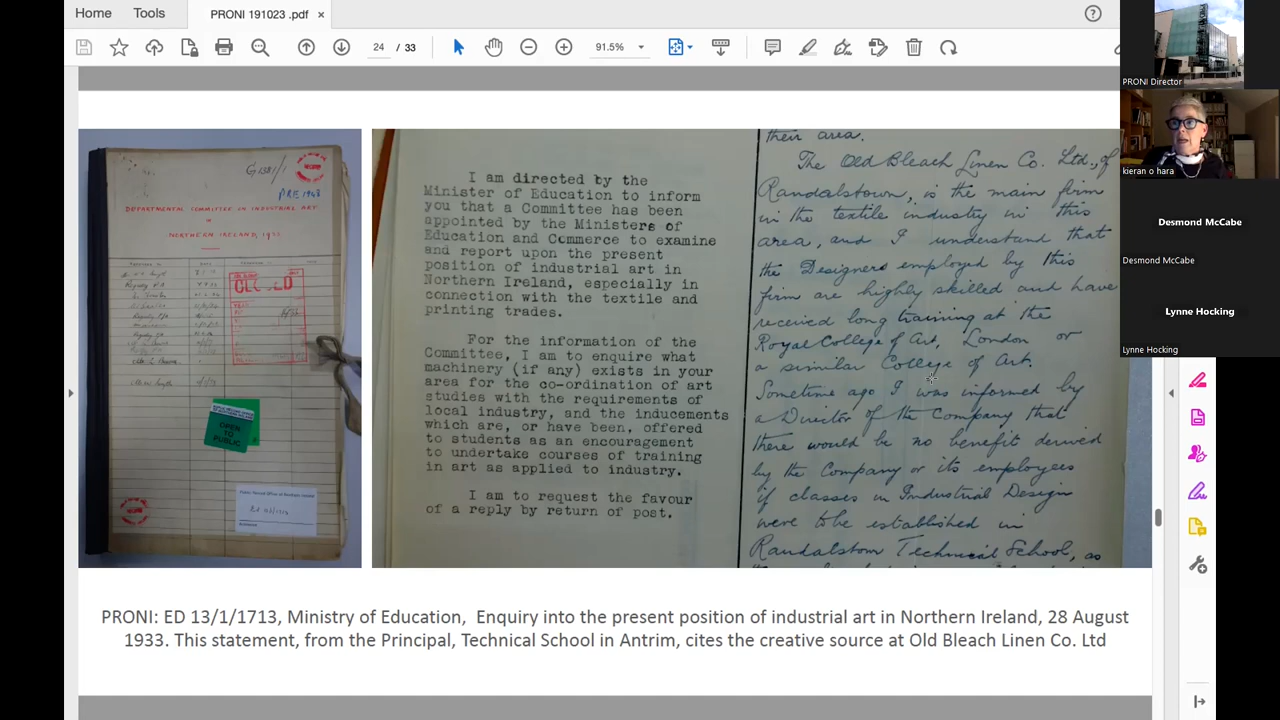 Home
Tools
PRONI 191023 .pdf
×
24 / 33
91.5%
PRONI Director
kieran o hara
Desmond McCabe
Desmond McCabe
Lynne Hocking
Lynne Hocking
G1381/1
PRE 1948
DEPARTMENTAL COMMITTEE ON INDUSTRIAL ART
IN
NORTHERN IRELAND, 1933
OPEN
TO
PUBLIC
ED 13/1/1713
I am directed by the
Minister of Education to inform
you that a Committee has been
appointed by the Ministers of
Education and Commerce to examine
and report upon the present
position of industrial art in
Northern Ireland, especially in
connection with the textile and
printing trades.
For the information of the
Committee, I am to enquire what
machinery (if any) exists in your
area for the co-ordination of art
studies with the requirements of
local industry, and the inducements
which are, or have been, offered
to students as an encouragement
to undertake courses of training
in art as applied to industry.
I am to request the favour
of a reply by return of post.
their area.
The Old Bleach Linen Co. Ltd., of
Randalstown, is the main firm
in the textile industry in this
area, and I understand that
the Designers employed by this
firm are highly skilled and have
received long training at the
Royal College of Art, London or
a similar College of Art.
Sometime ago I was informed by
a Director of the Company that
there would be no benefit derived
by the Company or its employees
if classes in Industrial Design
were to be established in
Randalstown Technical School, as
PRONI: ED 13/1/1713, Ministry of Education, Enquiry into the present position of industrial art in Northern Ireland, 28 August
1933. This statement, from the Principal, Technical School in Antrim, cites the creative source at Old Bleach Linen Co. Ltd